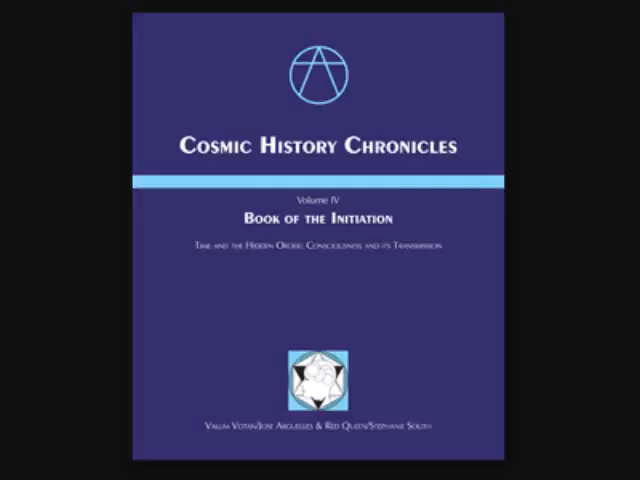 Cosmic History Chronicles
Volume IV
Book of the Initiation
Time and the Hidden Order: Consciousness and its Transmission
Valum Votan/Jose Arguelles & Red Queen/Stephanie South